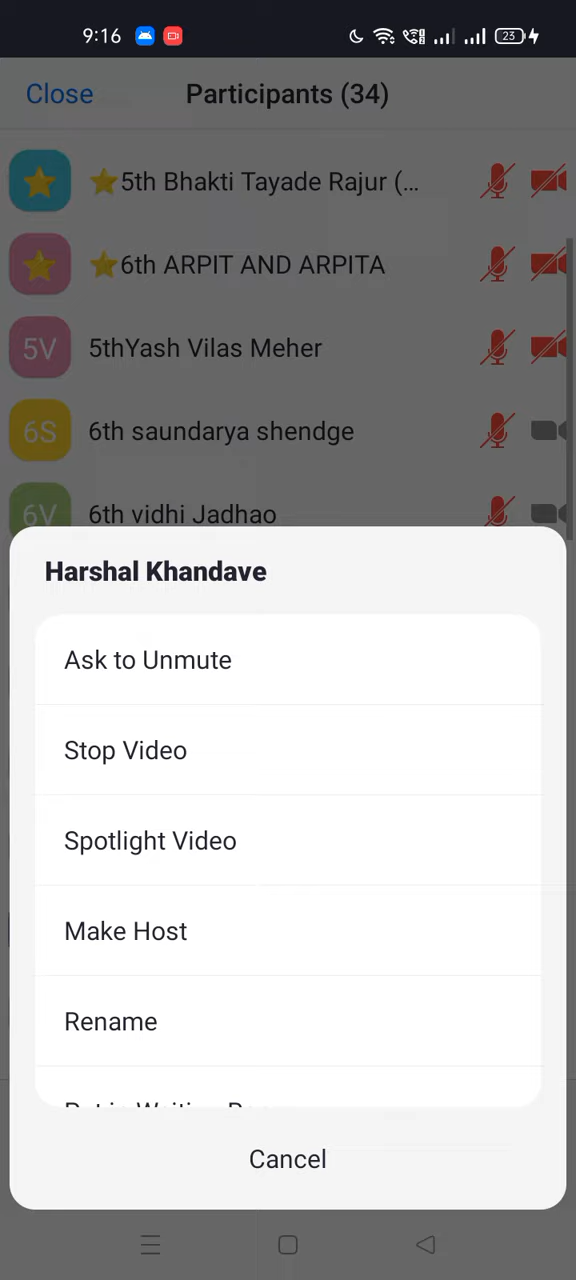 9:16
23
Close
Participants (34)
⭐5th Bhakti Tayade Rajur (...
⭐6th ARPIT AND ARPITA
5V
5thYash Vilas Meher
6S
6th saundarya shendge
6V
6th vidhi Jadhao
Harshal Khandave
Ask to Unmute
Stop Video
Spotlight Video
Make Host
Rename
Cancel